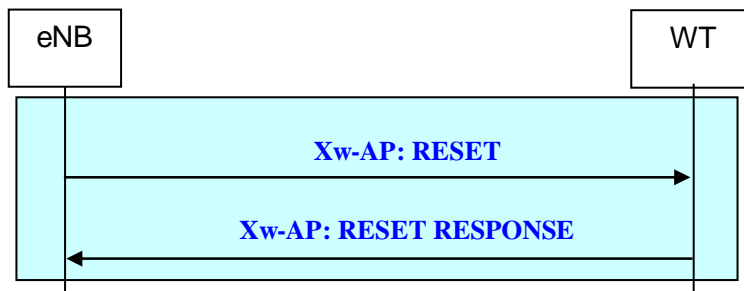 eNB
WT
Xw-AP: RESET
Xw-AP: RESET RESPONSE